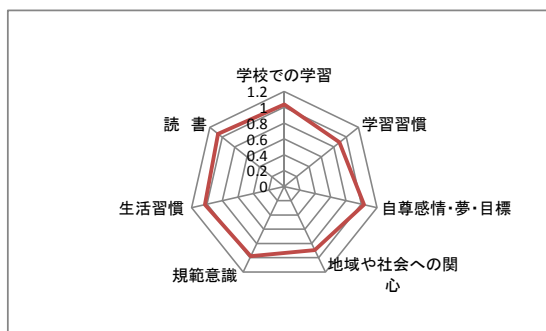 学校での学習
1.2
1
0.8
0.6
0.4
0.2
0
学習習慣
自尊感情・夢・目標
地域や社会への関
心
規範意識
生活習慣
読 書